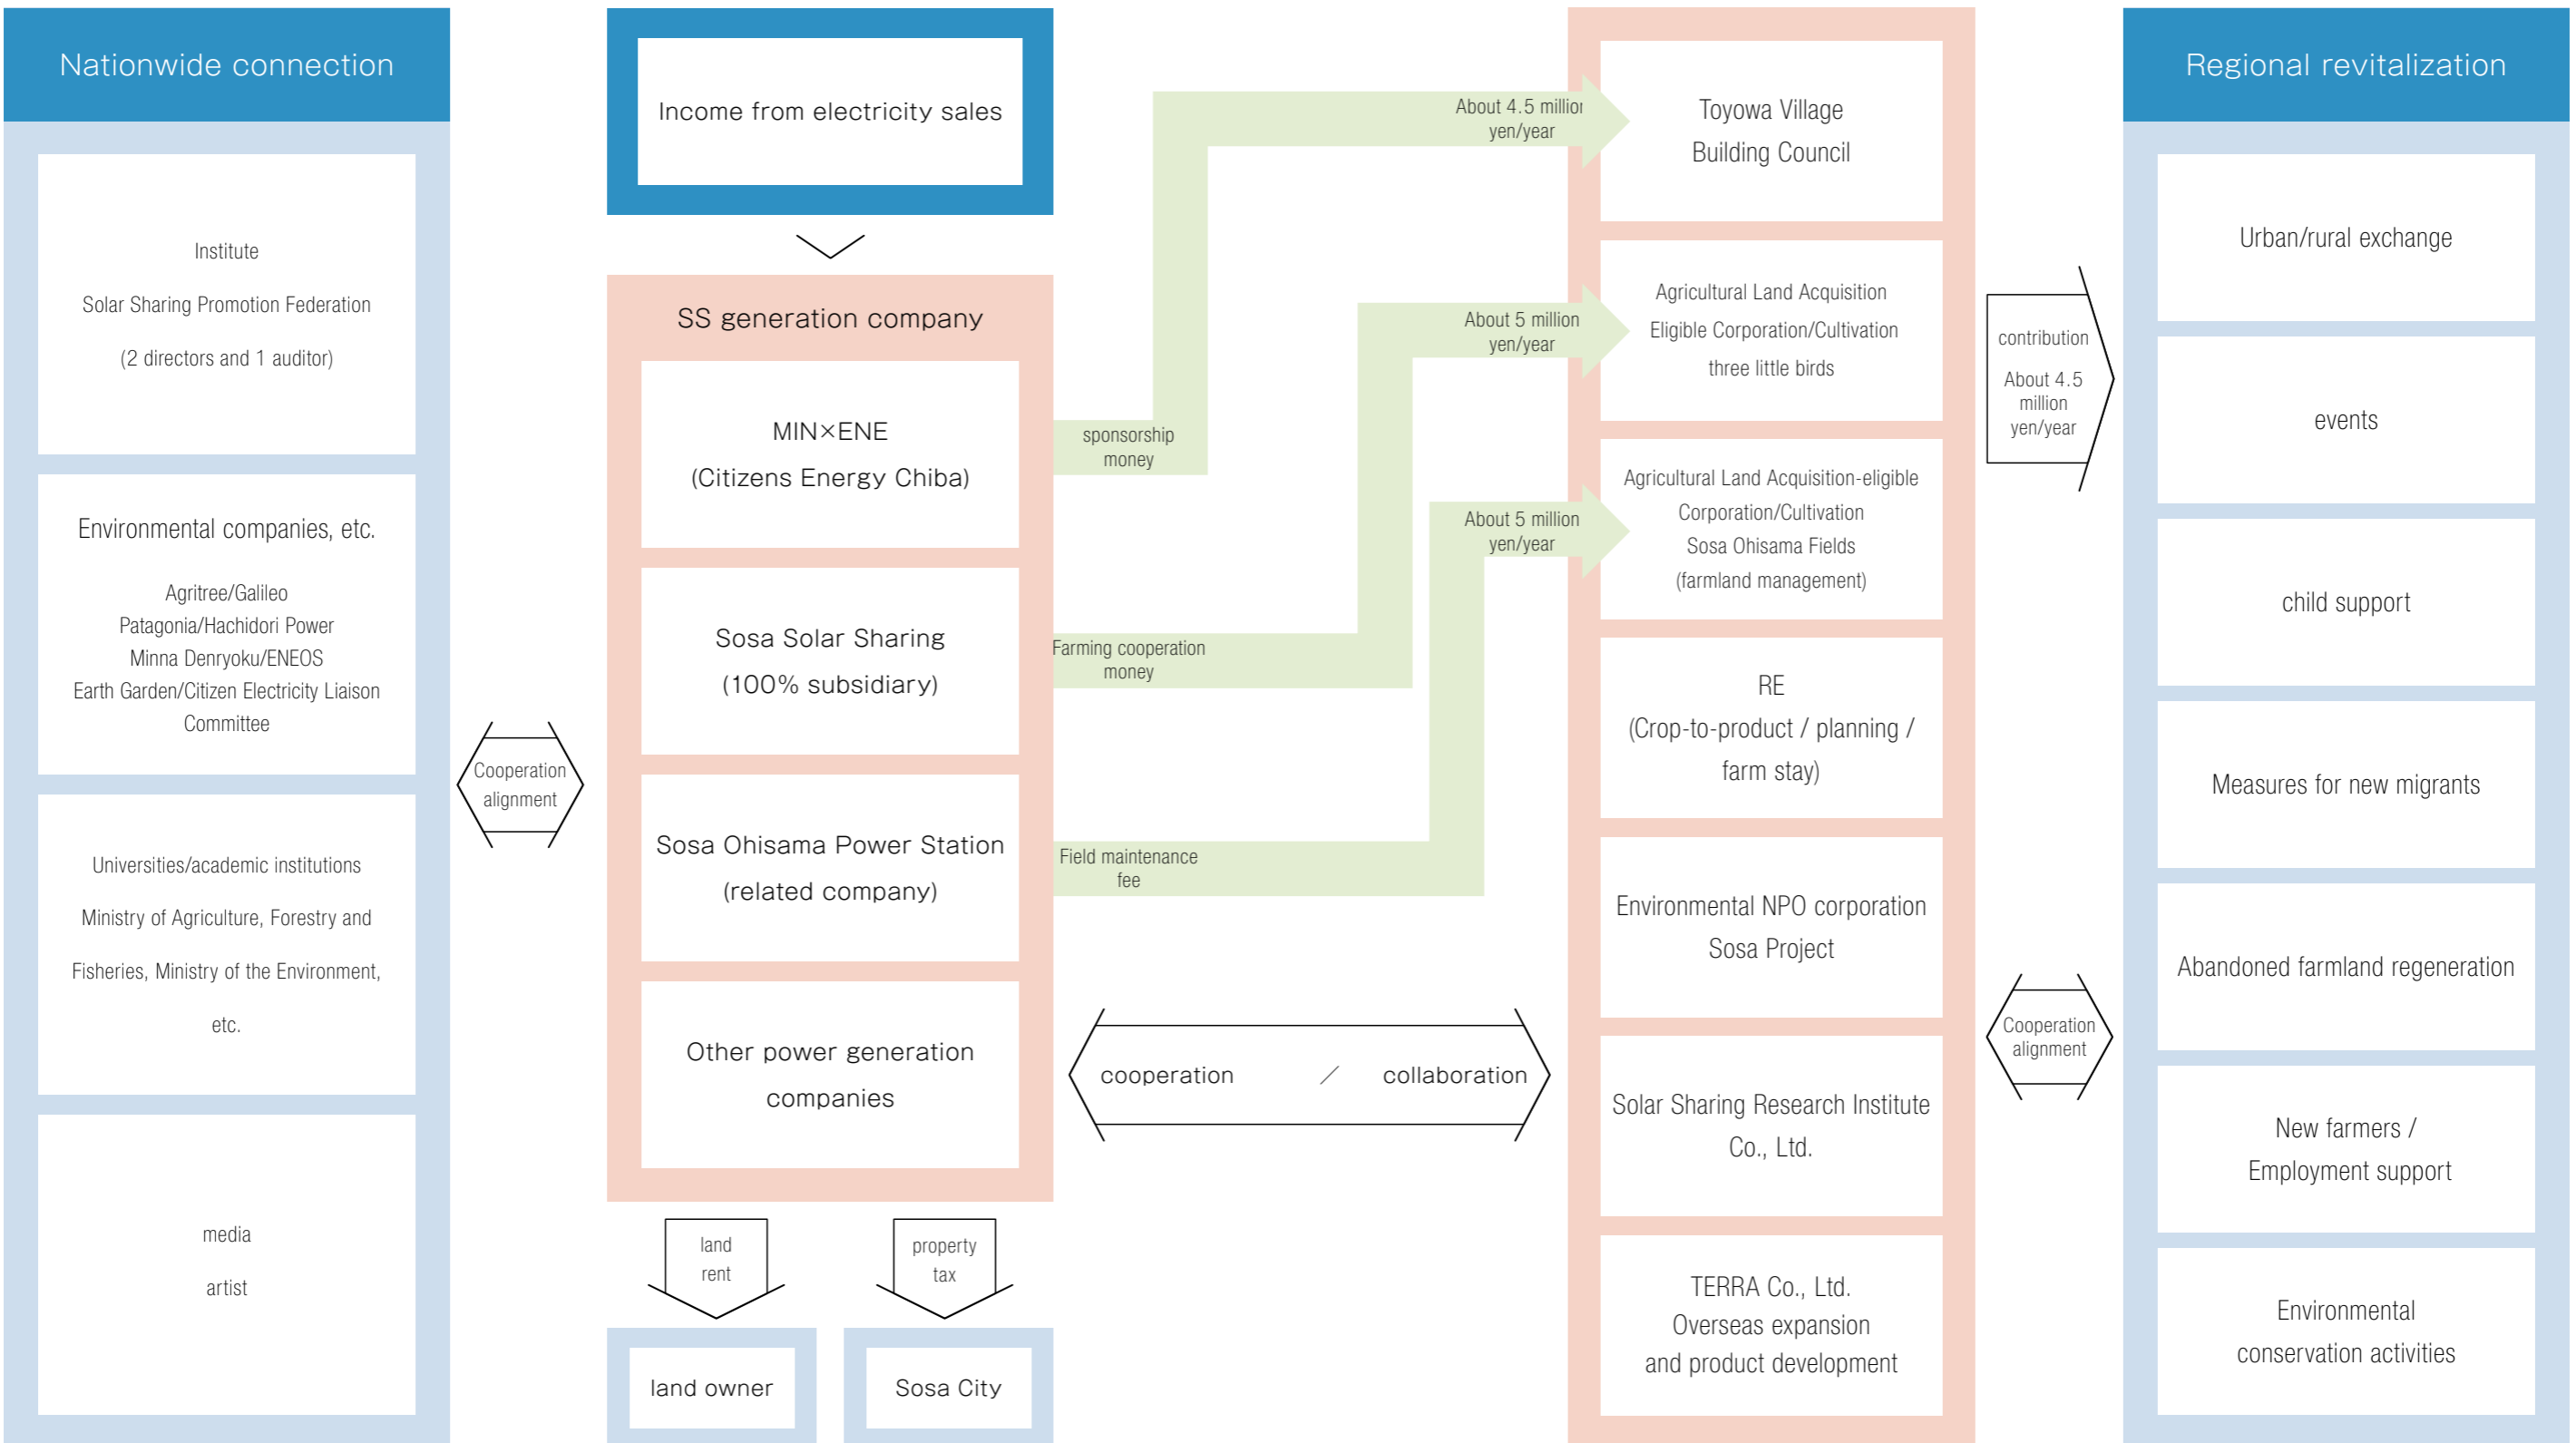 Nationwide connection
Institute
Solar Sharing Promotion Federation
(2 directors and 1 auditor)
Environmental companies, etc.
Agritree/Galileo
Patagonia/Hachidori Power
Minna Denryoku/ENEOS
Earth Garden/Citizen Electricity Liaison
Committee
Universities/academic institutions
Ministry of Agriculture, Forestry and
Fisheries, Ministry of the Environment,
etc.
media
artist
Cooperation
alignment
Income from electricity sales
SS generation company
MIN×ENE
(Citizens Energy Chiba)
Sosa Solar Sharing
(100% subsidiary)
Sosa Ohisama Power Station
(related company)
Other power generation
companies
land
rent
property
tax
land owner
Sosa City
sponsorship
money
About 4.5 million
yen/year
Farming cooperation
money
About 5 million
yen/year
Field maintenance
fee
About 5 million
yen/year
cooperation / collaboration
Toyowa Village
Building Council
Agricultural Land Acquisition
Eligible Corporation/Cultivation
three little birds
Agricultural Land Acquisition-eligible
Corporation/Cultivation
Sosa Ohisama Fields
(farmland management)
RE
(Crop-to-product / planning /
farm stay)
Environmental NPO corporation
Sosa Project
Solar Sharing Research Institute
Co., Ltd.
TERRA Co., Ltd.
Overseas expansion
and product development
contribution
About 4.5
million
yen/year
Cooperation
alignment
Regional revitalization
Urban/rural exchange
events
child support
Measures for new migrants
Abandoned farmland regeneration
New farmers /
Employment support
Environmental
conservation activities